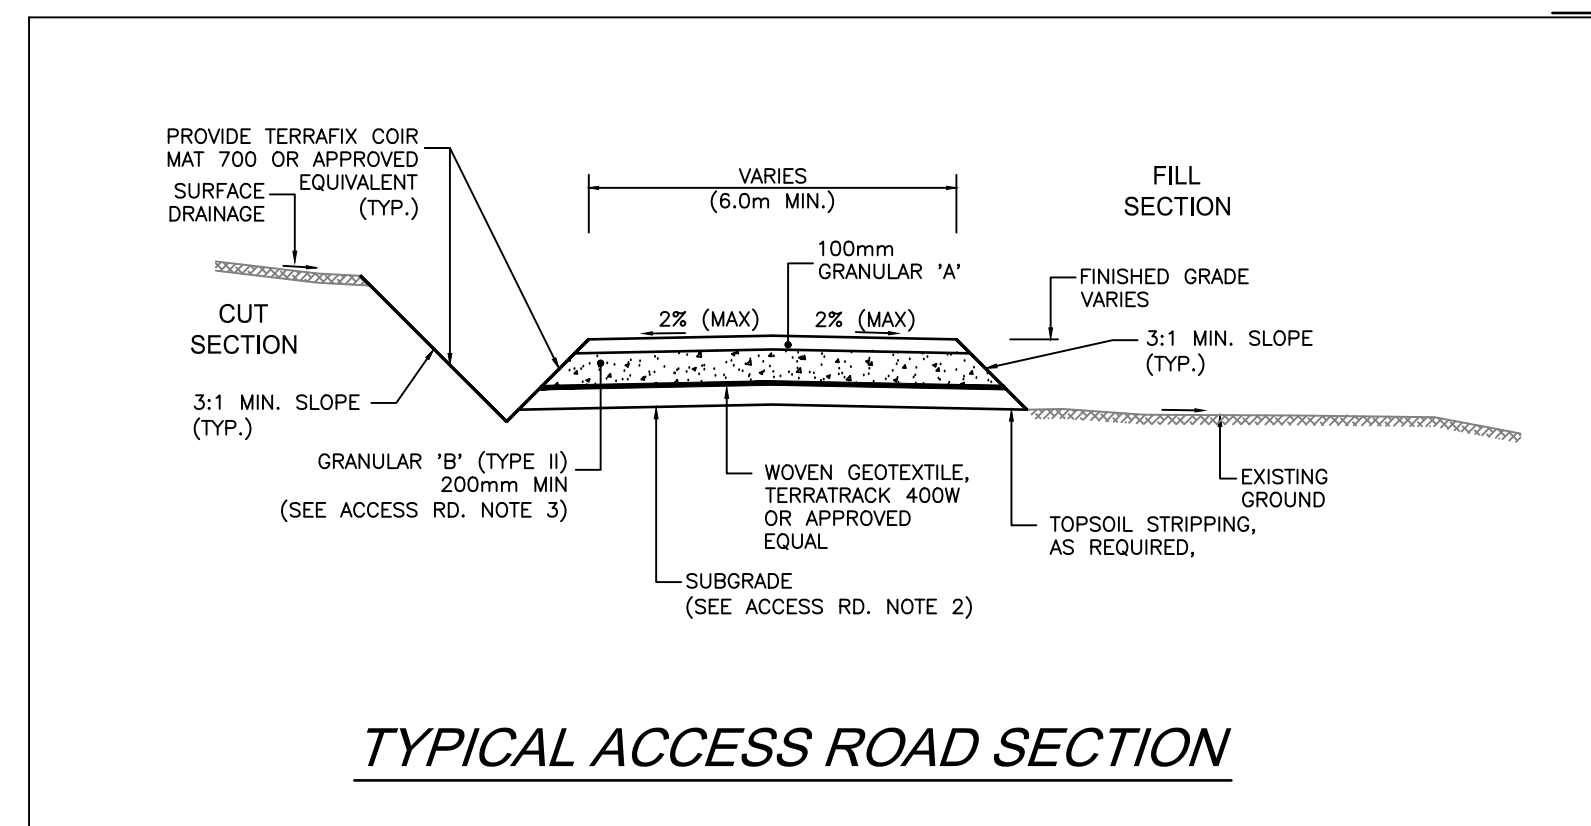 PROVIDE TERRAFIX COIR
MAT 700 OR APPROVED
EQUIVALENT
(TYP.)
SURFACE
DRAINAGE
VARIES
(6.0m MIN.)
FILL
SECTION
100mm
GRANULAR 'A'
FINISHED GRADE
VARIES
CUT
SECTION
2% (MAX)
2% (MAX)
3:1 MIN. SLOPE
(TYP.)
3:1 MIN. SLOPE
(TYP.)
GRANULAR 'B' (TYPE II)
200mm MIN
(SEE ACCESS RD. NOTE 3)
WOVEN GEOTEXTILE,
TERRATRACK 400W
OR APPROVED
EQUAL
EXISTING
GROUND
TOPSOIL STRIPPING,
AS REQUIRED,
SUBGRADE
(SEE ACCESS RD. NOTE 2)
TYPICAL ACCESS ROAD SECTION